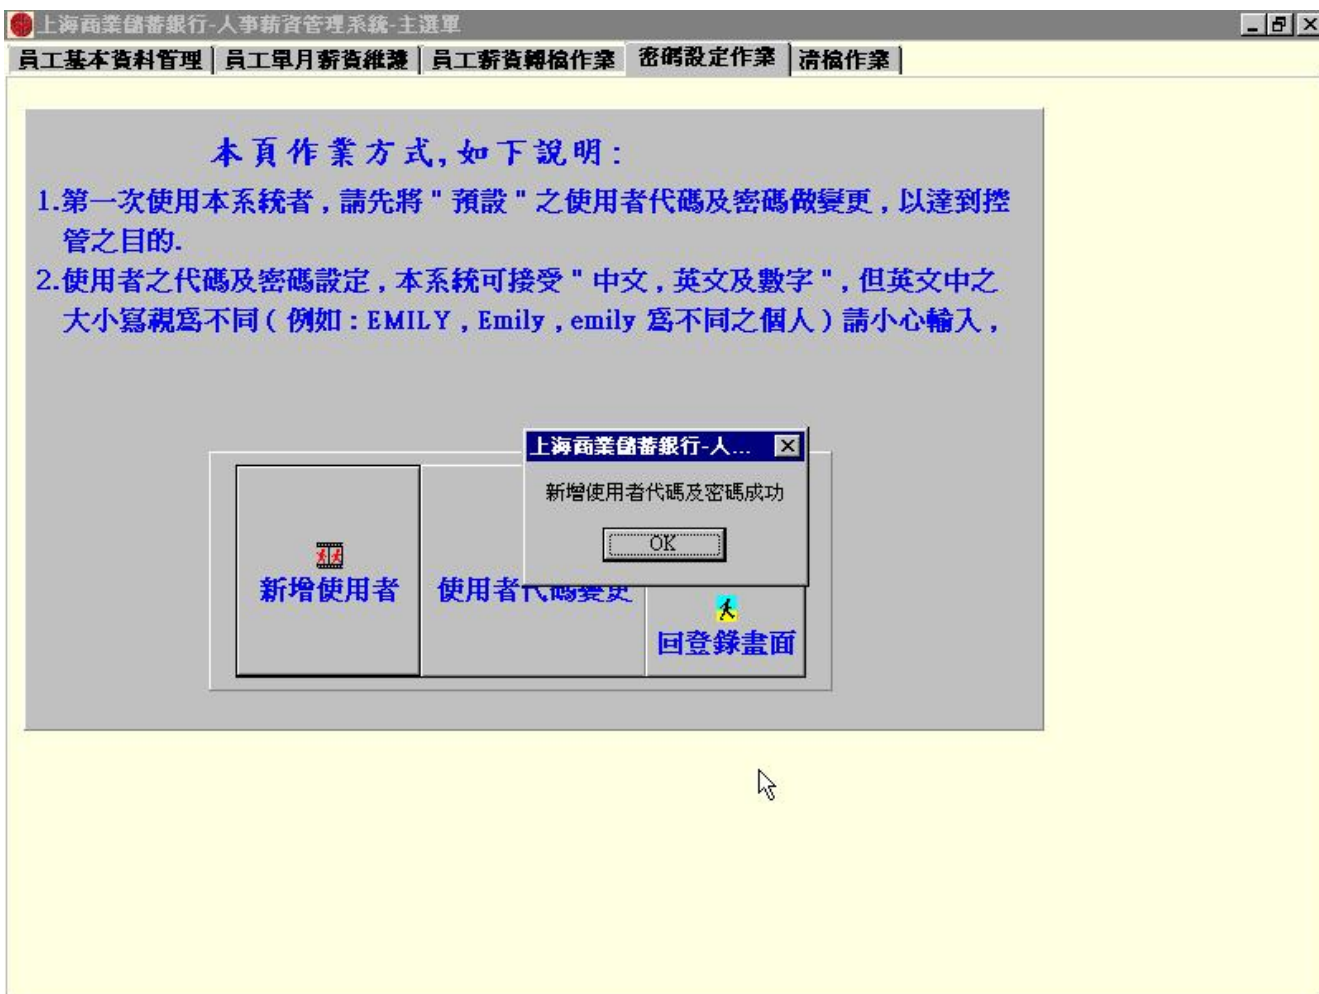 上海商業儲蓄銀行-人事薪資管理系統-主選單
員工基本資料管理 員工單月薪資維護 員工薪資轉檔作業 密碼設定作業 清檔作業
本頁作業方式,如下說明:
1.第一次使用本系統者,請先將"預設"之使用者代碼及密碼做變更,以達到控
管之目的.
2.使用者之代碼及密碼設定,本系統可接受"中文,英文及數字",但英文中之
大小寫視為不同(例如:EMILY,Emily,emily 為不同之個人)請小心輸入,
上海商業儲蓄銀行-人...
新增使用者代碼及密碼成功
OK
新增使用者
使用者代碼變更
回登錄畫面